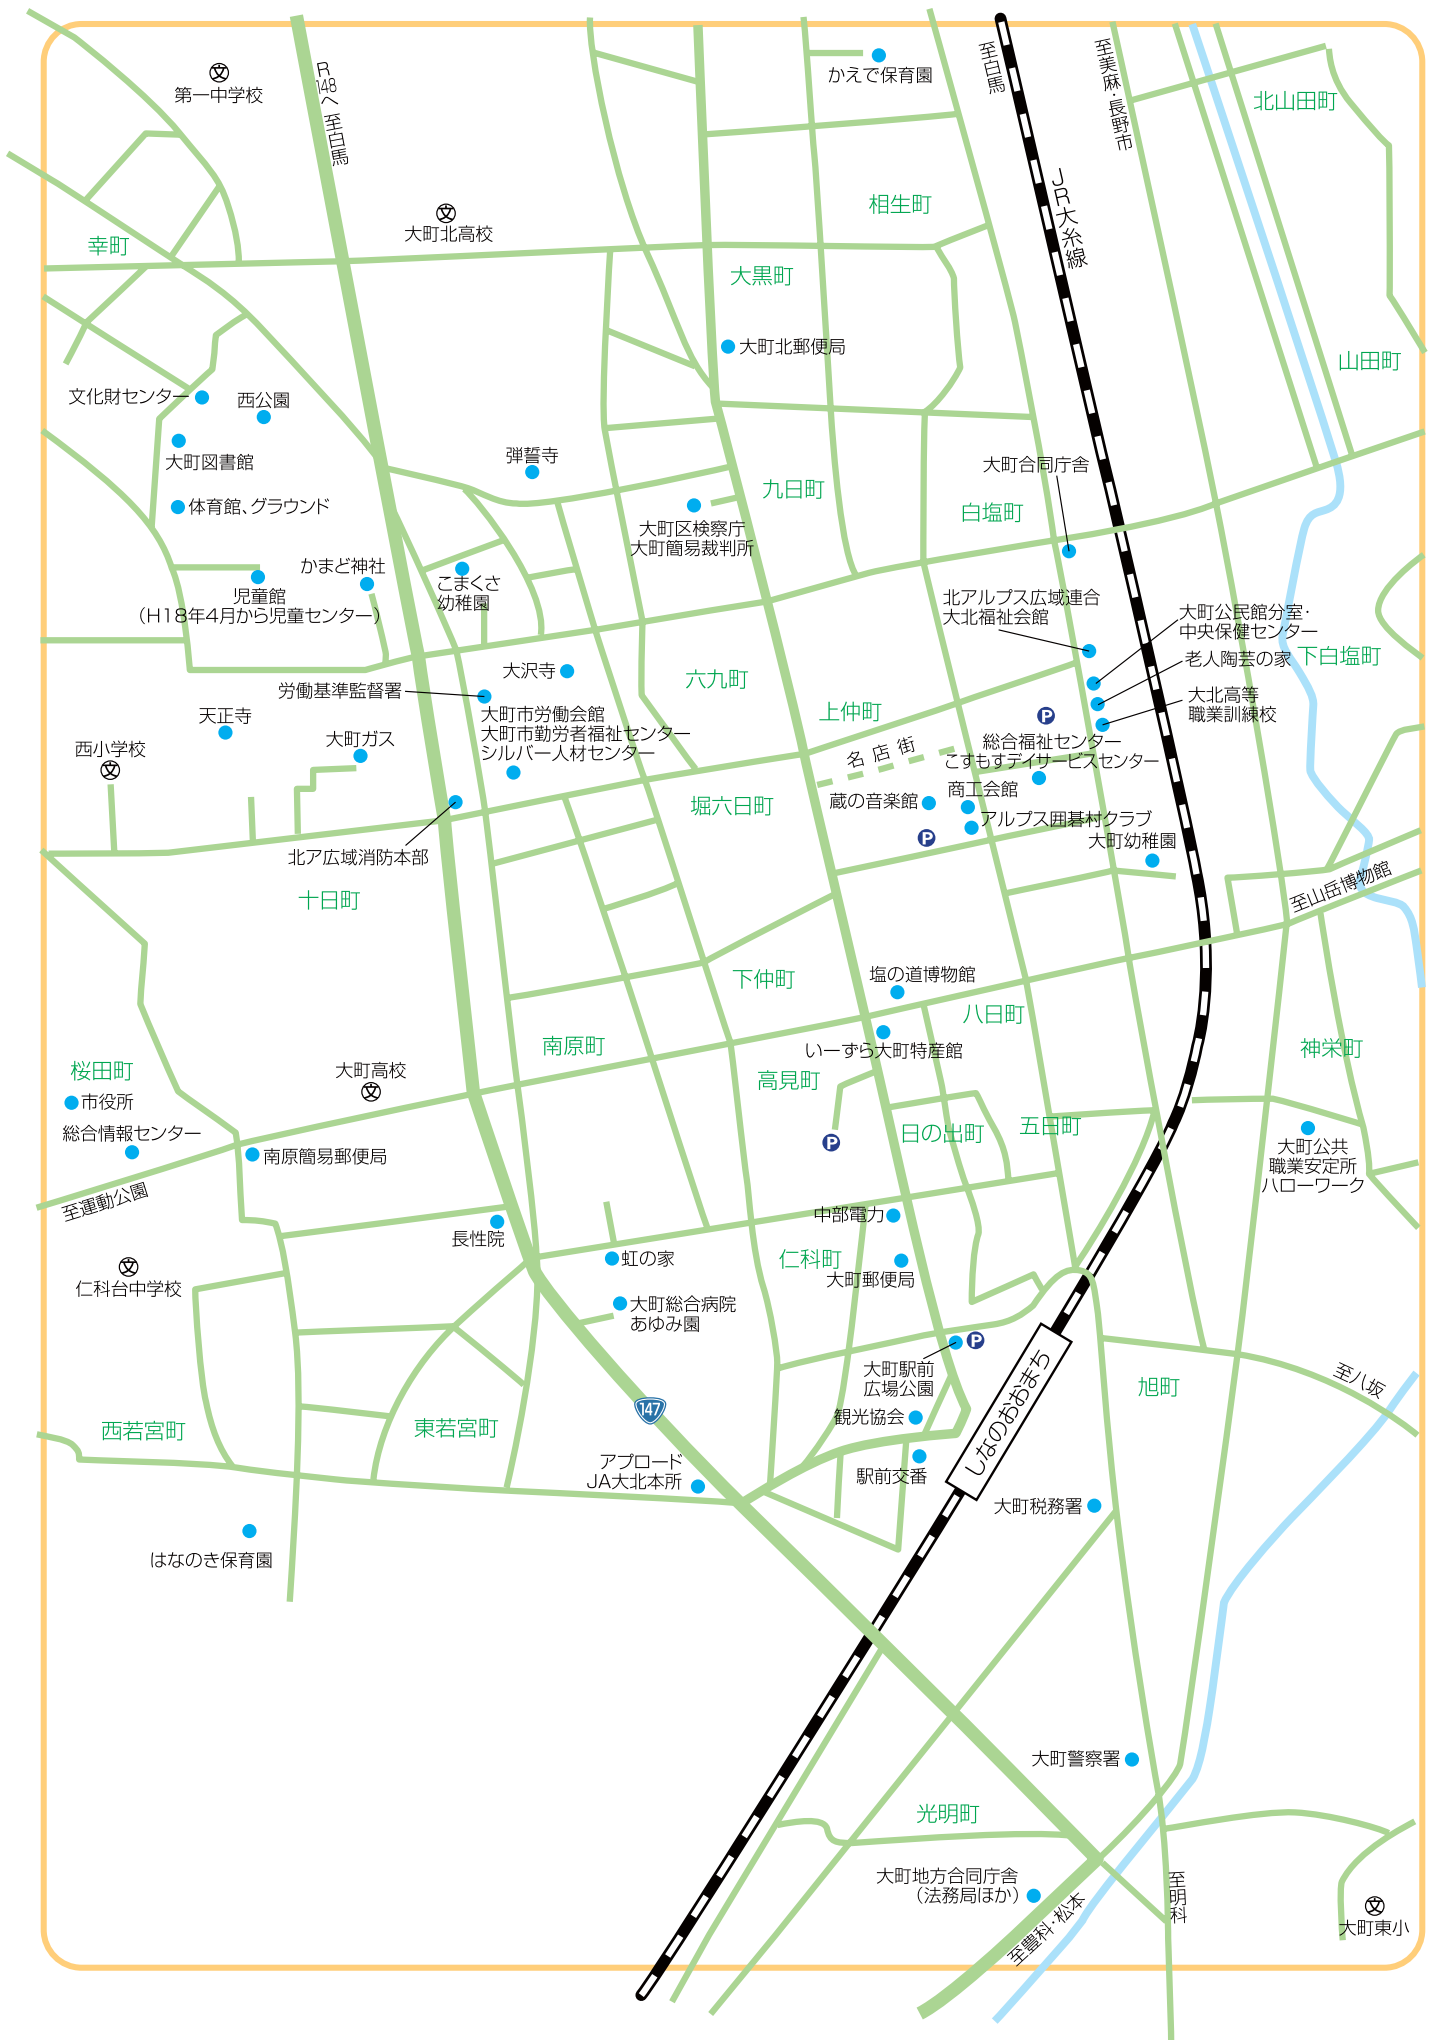 かえで保育園
至白馬
至美麻・長野市
R148へ 至白馬
第一中学校
北山田町
JR大糸線
相生町
大町北高校
幸町
大黒町
大町北郵便局
山田町
文化財センター
西公園
大町図書館
弾誓寺
大町合同庁舎
九日町
白塩町
体育館、グラウンド
大町区検察庁
大町簡易裁判所
かまど神社
こまくさ
幼稚園
児童館
（H18年4月から児童センター）
北アルプス広域連合
大北福祉会館
大町公民館分室・
中央保健センター
下白塩町
老人陶芸の家
大沢寺
六九町
労働基準監督署
大北高等
職業訓練校
天正寺
大町市労働会館
大町市勤労者福祉センター
シルバー人材センター
上仲町
P
西小学校
大町ガス
名店街
総合福祉センター
こすもすデイサービスセンター
商工会館
蔵の音楽館
堀六日町
アルプス囲碁村クラブ
P
大町幼稚園
北ア広域消防本部
十日町
至山岳博物館
下仲町
塩の道博物館
八日町
南原町
いーずら大町特産館
神栄町
桜田町
大町高校
高見町
市役所
日の出町
五日町
総合情報センター
P
大町公共
職業安定所
ハローワーク
南原簡易郵便局
至運動公園
中部電力
長性院
虹の家
仁科町
大町郵便局
仁科台中学校
大町総合病院
あゆみ園
P
大町駅前
広場公園
しなのおおまち
至八坂
旭町
147
観光協会
西若宮町
東若宮町
アプロード
JA大北本所
駅前交番
大町税務署
はなのき保育園
大町警察署
光明町
大町地方合同庁舎
（法務局ほか）
至明科
至豊科・松本
大町東小
文
文
文
文
文
文